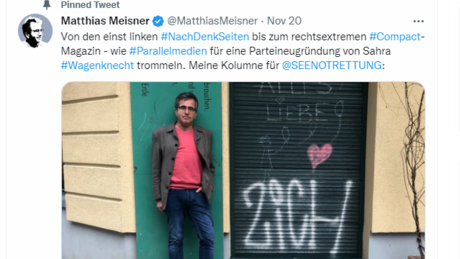 Pinned Tweet
Matthias Meisner @MatthiasMeisner · Nov 20
Von den einst linken #NachDenkSeiten bis zum rechtsextremen #Compact-
Magazin - wie #Parallelmedien für eine Parteineugründung von Sahra
#Wagenknecht trommeln. Meine Kolumne für @SEENOTRETTUNG:
ALLES
LIEBE
ZICH